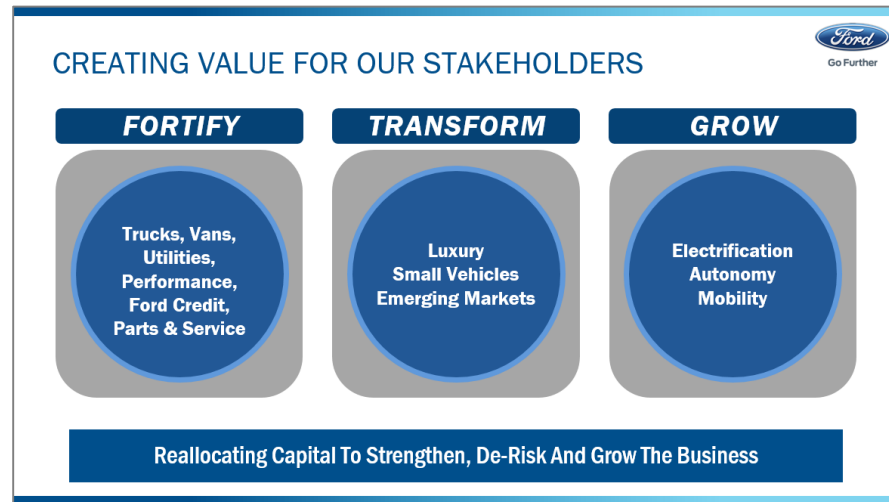 Ford
Go Further
CREATING VALUE FOR OUR STAKEHOLDERS
FORTIFY
Trucks, Vans,
Utilities,
Performance,
Ford Credit,
Parts & Service
TRANSFORM
Luxury
Small Vehicles
Emerging Markets
GROW
Electrification
Autonomy
Mobility
Reallocating Capital To Strengthen, De-Risk And Grow The Business